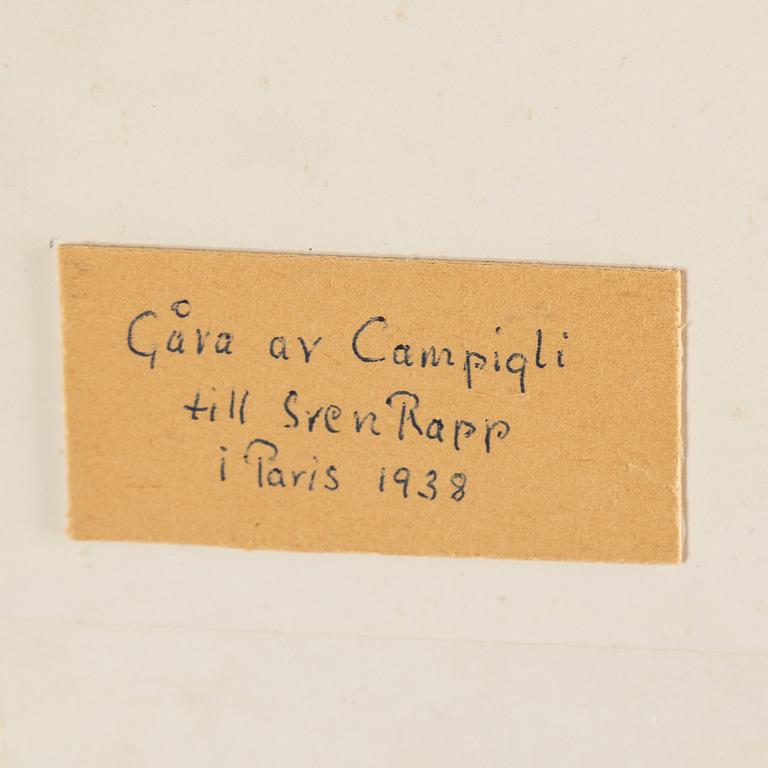 Gåva av Campigli
till Sven Rapp
i Paris 1938